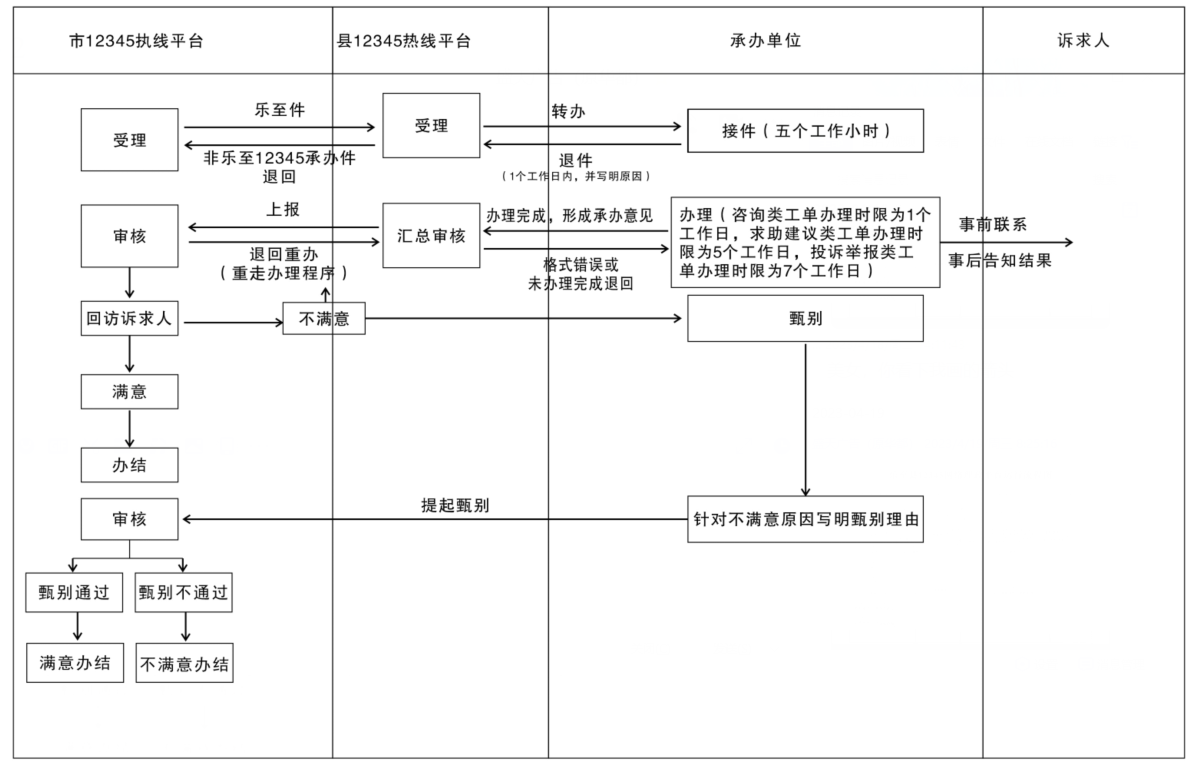 市12345执线平台
县12345热线平台
承办单位
诉求人
受理
乐至件
非乐至12345承办件
退回
受理
转办
退件
（1个工作日内，并写明原因）
接件（五个工作小时）
审核
上报
退回重办
（重走办理程序）
汇总审核
办理完成，形成承办意见
格式错误或
未办理完成退回
办理（咨询类工单办理时限为1个
工作日，求助建议类工单办理时
限为5个工作日，投诉举报类工
单办理时限为7个工作日）
事前联系
事后告知结果
回访诉求人
不满意
甄别
满意
办结
审核
提起甄别
针对不满意原因写明甄别理由
甄别通过
甄别不通过
满意办结
不满意办结